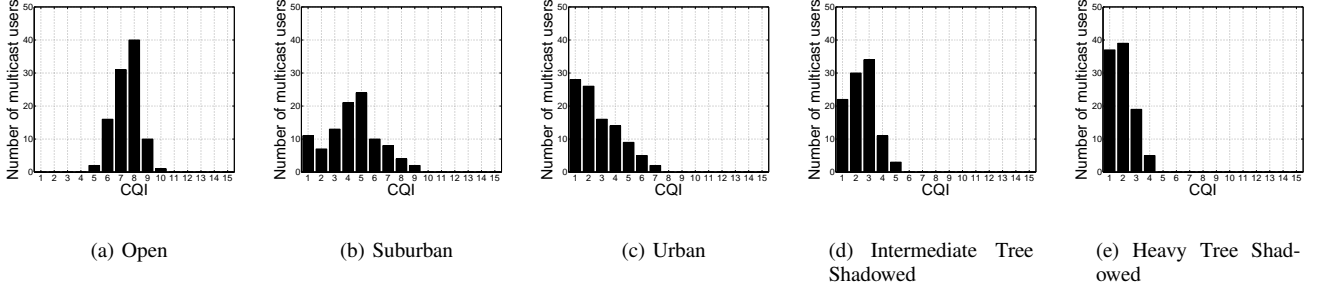 Number of multicast users
50
40
30
20
10
0
1 2 3 4 5 6 7 8 9 10 11 12 13 14 15
CQI
(a) Open
Number of multicast users
50
40
30
20
10
0
1 2 3 4 5 6 7 8 9 10 11 12 13 14 15
CQI
(b) Suburban
Number of multicast users
50
40
30
20
10
0
1 2 3 4 5 6 7 8 9 10 11 12 13 14 15
CQI
(c) Urban
Number of multicast users
50
40
30
20
10
0
1 2 3 4 5 6 7 8 9 10 11 12 13 14 15
CQI
(d) Intermediate Tree
Shadowed
Number of multicast users
50
40
30
20
10
0
1 2 3 4 5 6 7 8 9 10 11 12 13 14 15
CQI
(e) Heavy Tree Shad-
owed